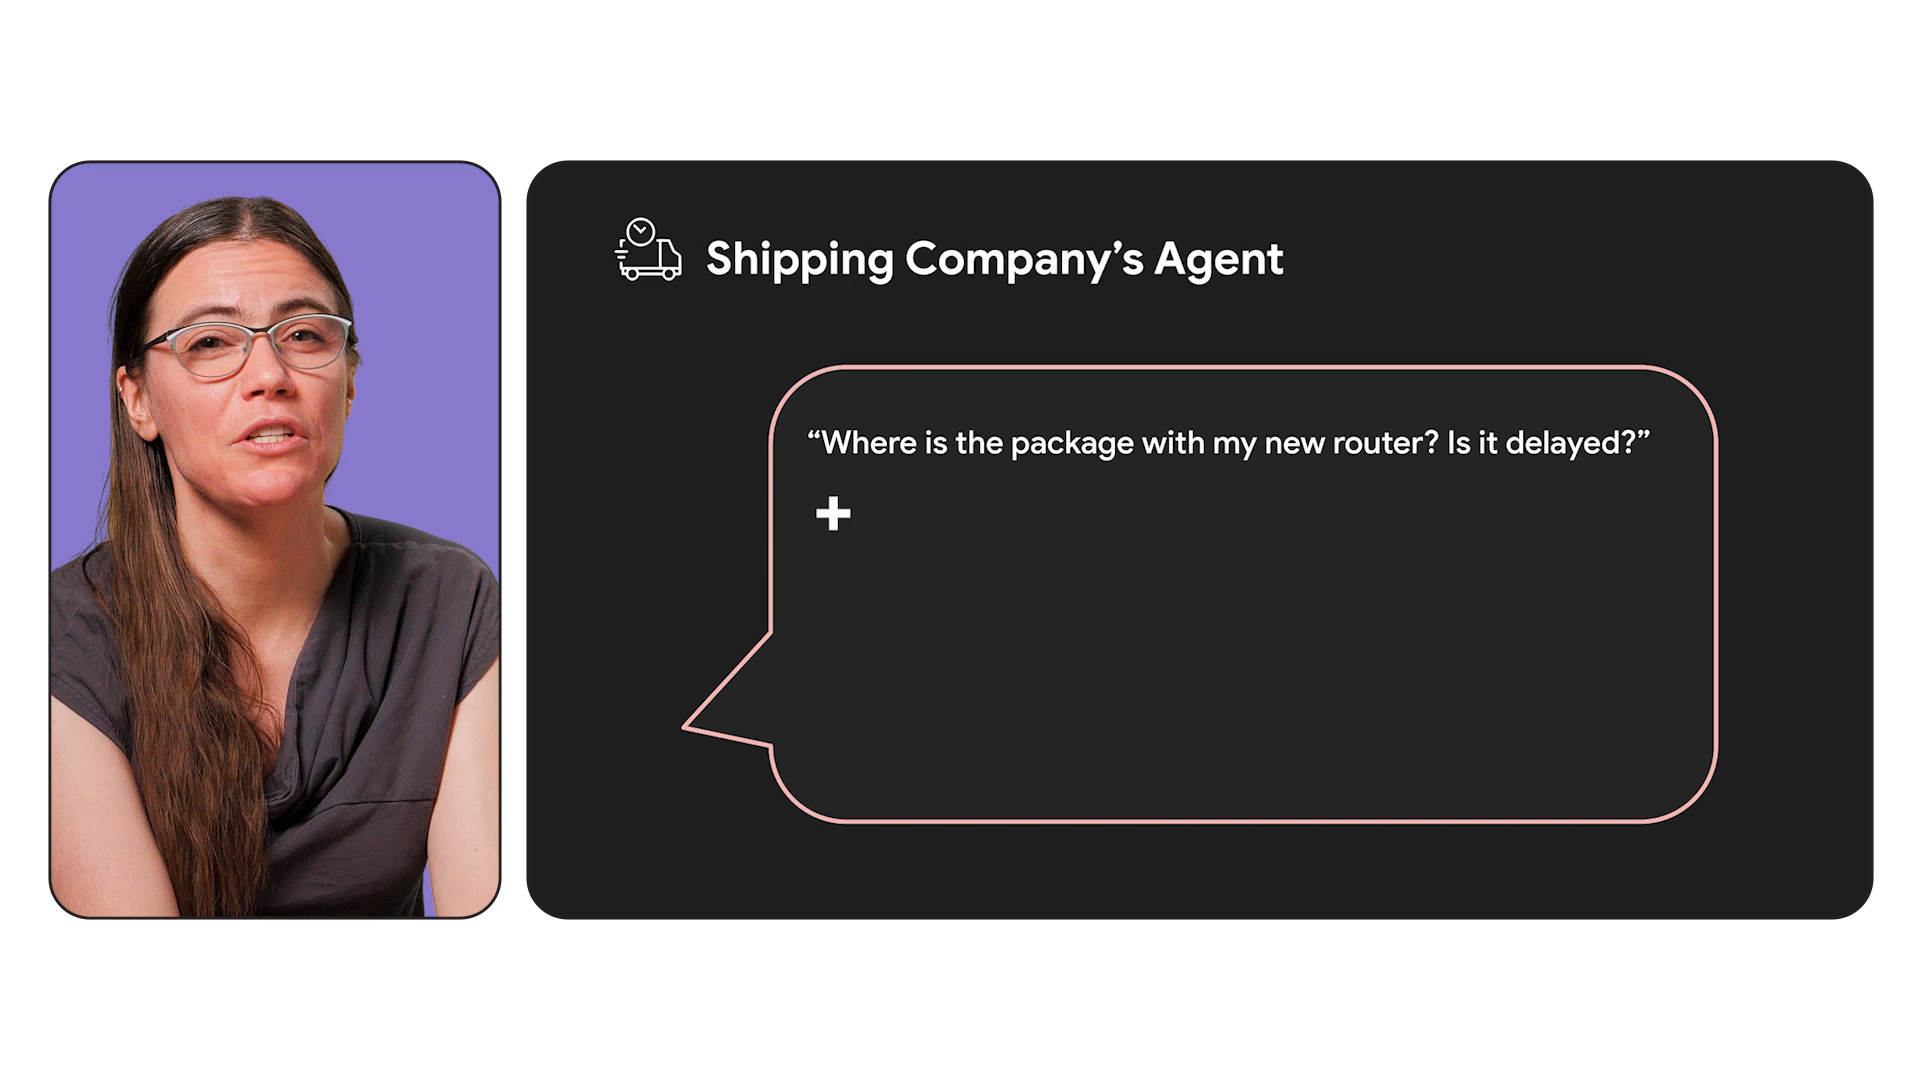 Shipping Company’s Agent
“Where is the package with my new router? Is it delayed?”
+